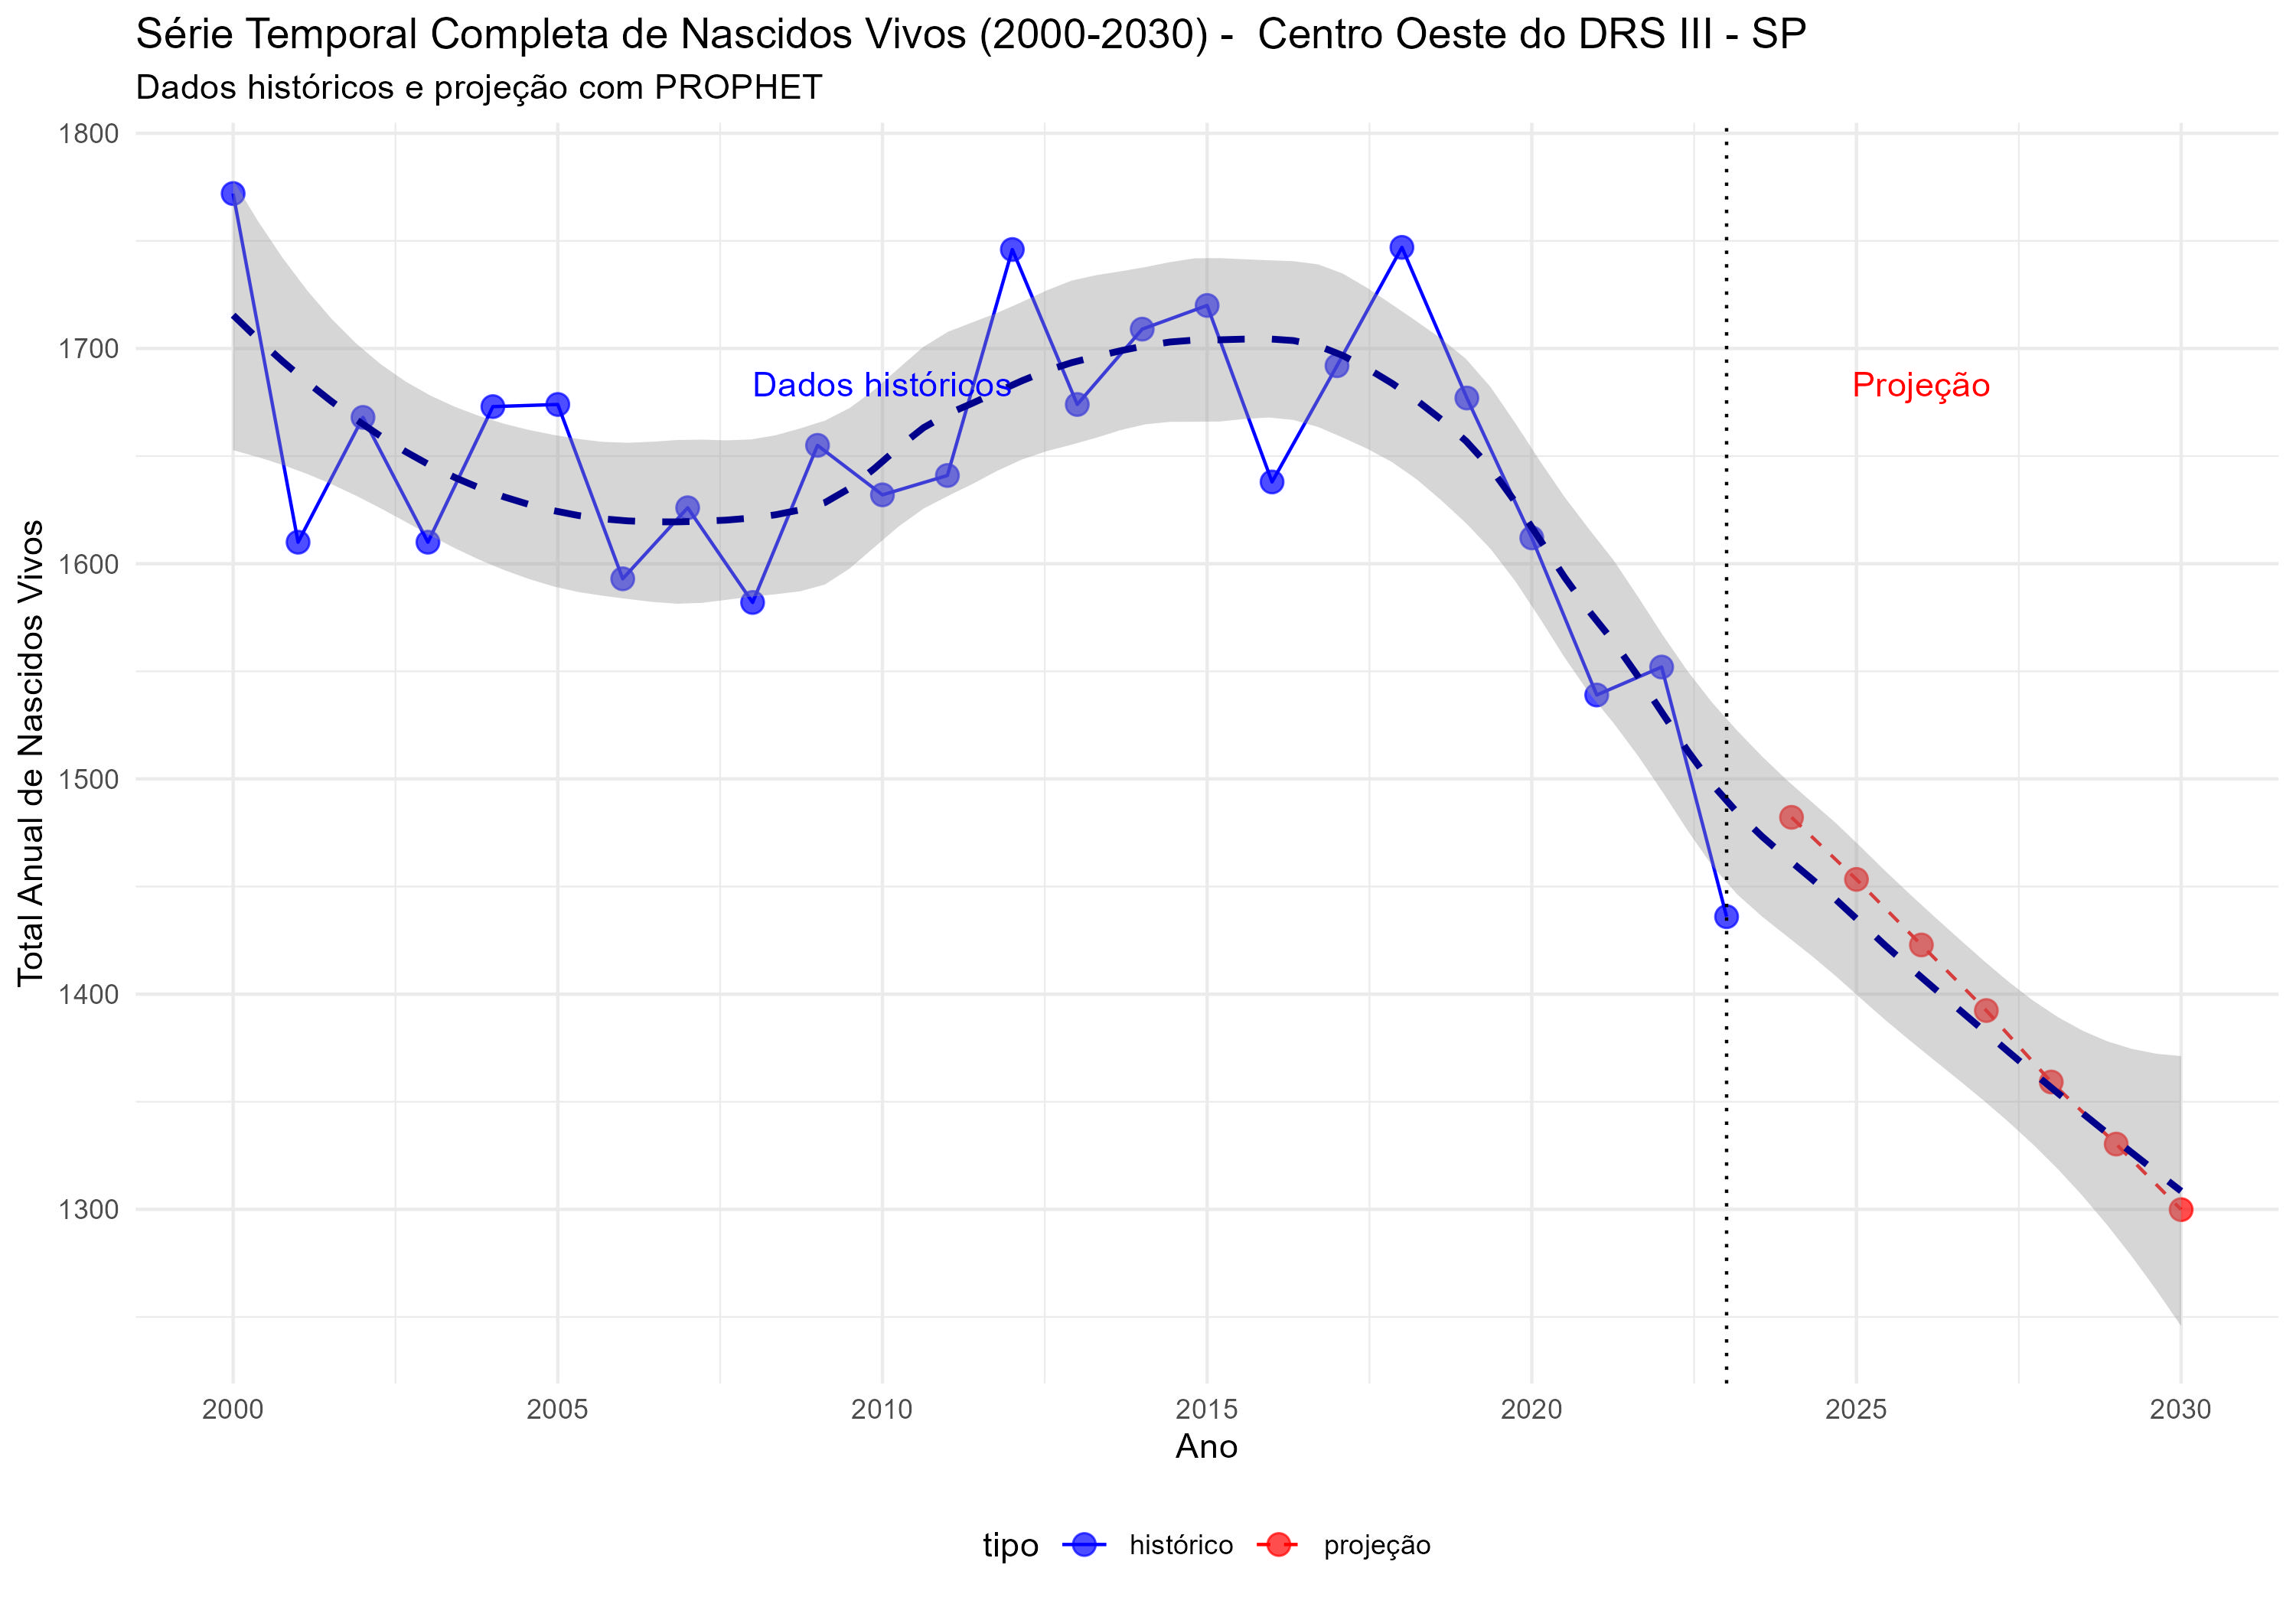 Série Temporal Completa de Nascidos Vivos (2000-2030) -  Centro Oeste do DRS III - SP
Dados históricos e projeção com PROPHET
Total Anual de Nascidos Vivos
1800
1700
1600
1500
1400
1300
Dados históricos
Projeção
2000
2005
2010
2015
2020
2025
2030
Ano
tipo
histórico
projeção